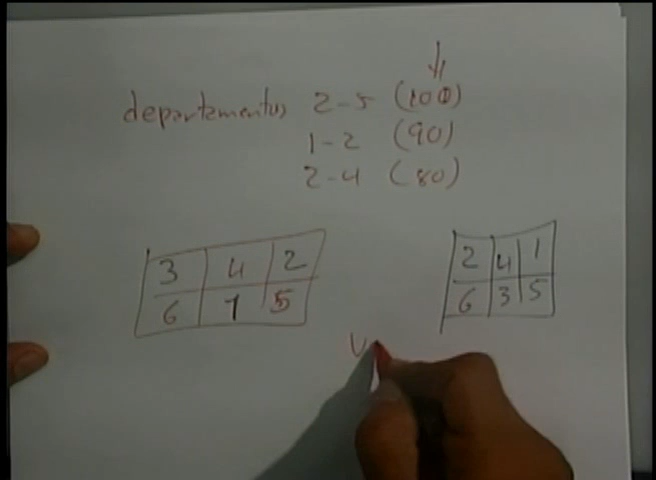 departamentos 2-5 (100)
1-2 (90)
2-4 (80)
3 4 2
6 1 5
2 4 1
6 3 5
V